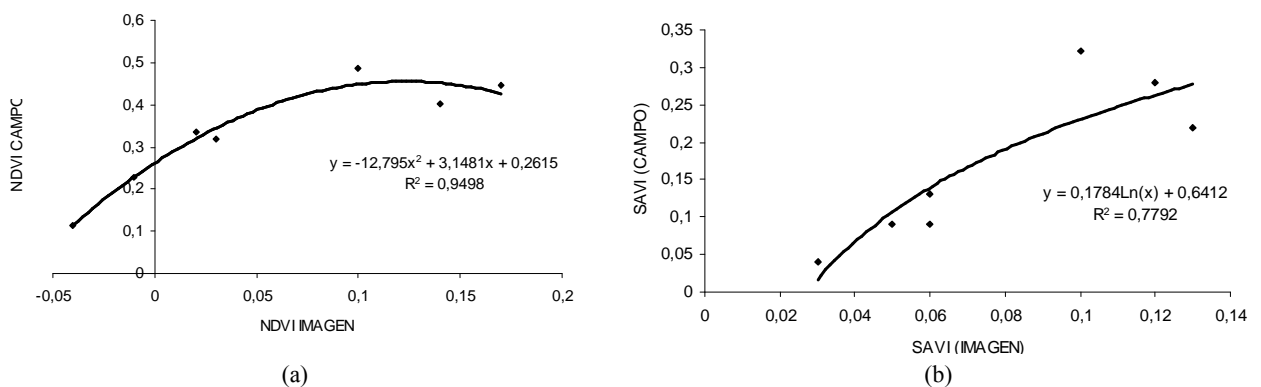 0,6
0,5
0,4
0,3
0,2
0,1
0
-0,05 0 0,05 0,1 0,15 0,2
NDVI CAMPO
NDVI IMAGEN
y = -12,795x² + 3,1481x + 0,2615
R² = 0,9498
(a)
0,35
0,3
0,25
0,2
0,15
0,1
0,05
0
0 0,02 0,04 0,06 0,08 0,1 0,12 0,14
SAVI (CAMPO)
SAVI (IMAGEN)
y = 0,1784Ln(x) + 0,6412
R² = 0,7792
(b)